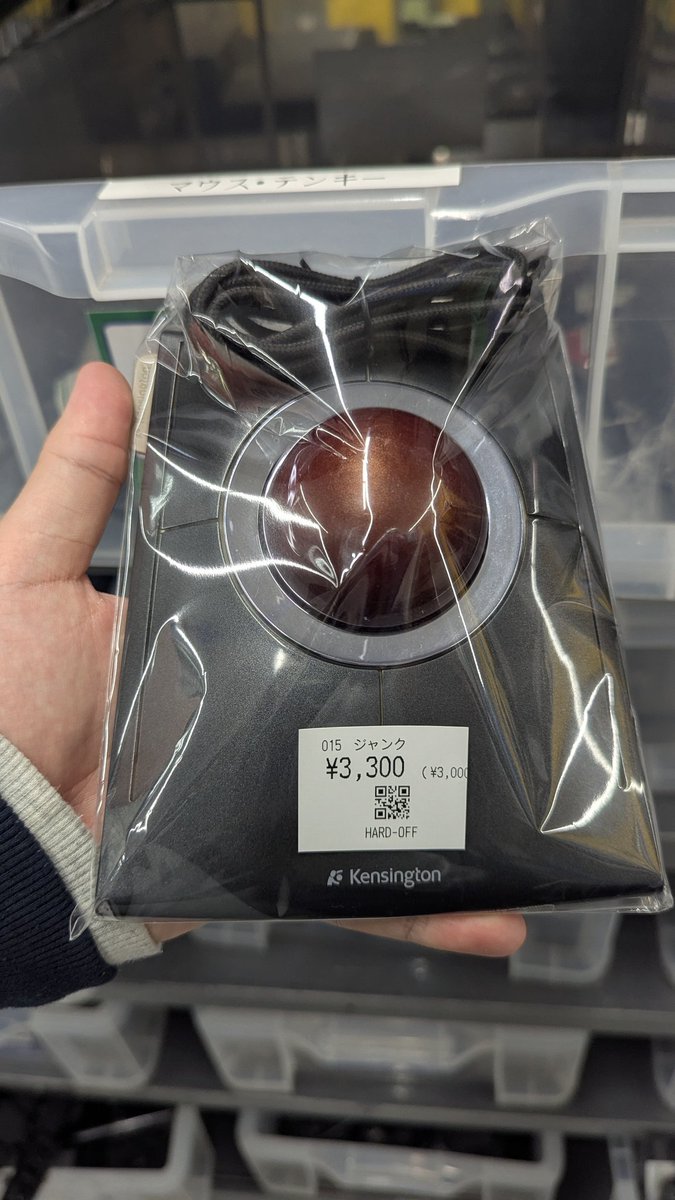 マウス・テンキー
015 ジャンク
¥3,300 (¥3,000
HARD-OFF
Kensington